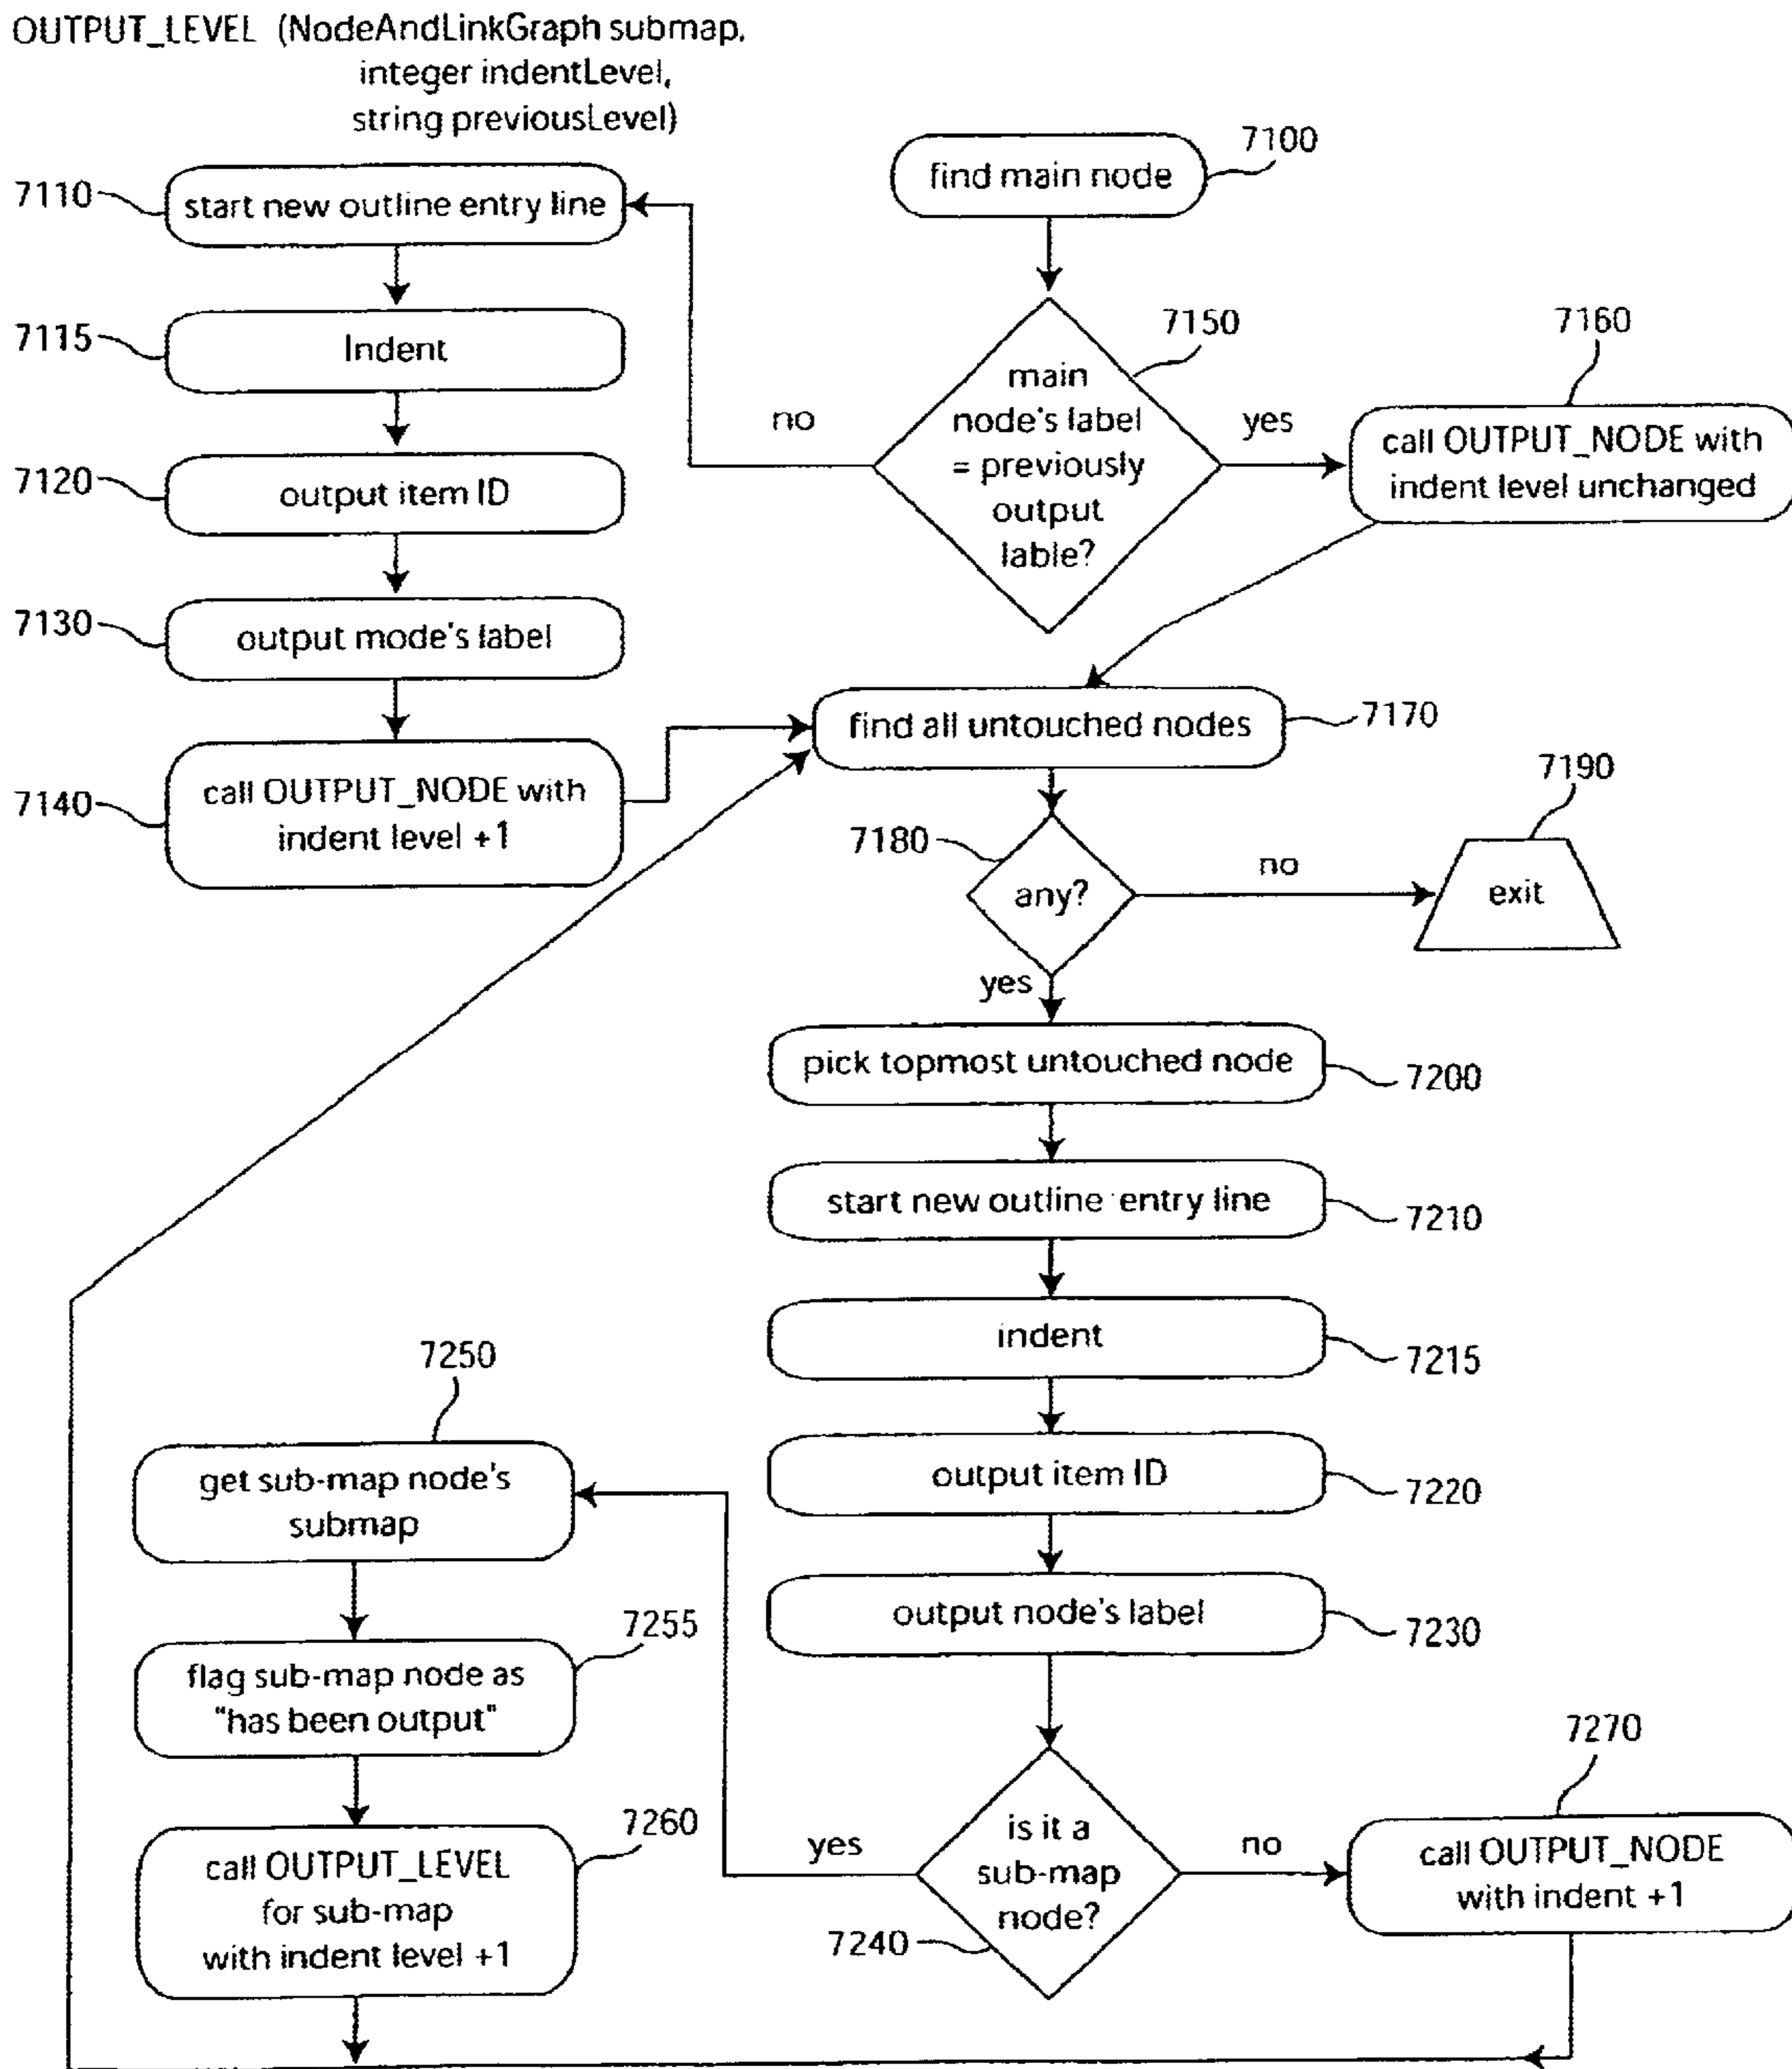 OUTPUT_LEVEL (NodeAndLinkGraph submap,
integer indentLevel,
string previousLevel)
7100
find main node
7110
start new outline entry line
7115
Indent
7120
output item ID
7130
output mode's label
7140
call OUTPUT_NODE with
indent level +1
7150
main
node's label
= previously
output
lable?
no
yes
7160
call OUTPUT_NODE with
indent level unchanged
find all untouched nodes
7170
7180
any?
no
7190
exit
yes
pick topmost untouched node
7200
start new outline entry line
7210
indent
7215
output item ID
7220
output node's label
7230
is it a
sub-map
node?
7240
yes
no
7250
get sub-map node's
submap
7255
flag sub-map node as
"has been output"
7260
call OUTPUT_LEVEL
for sub-map
with indent level +1
7270
call OUTPUT_NODE
with indent +1